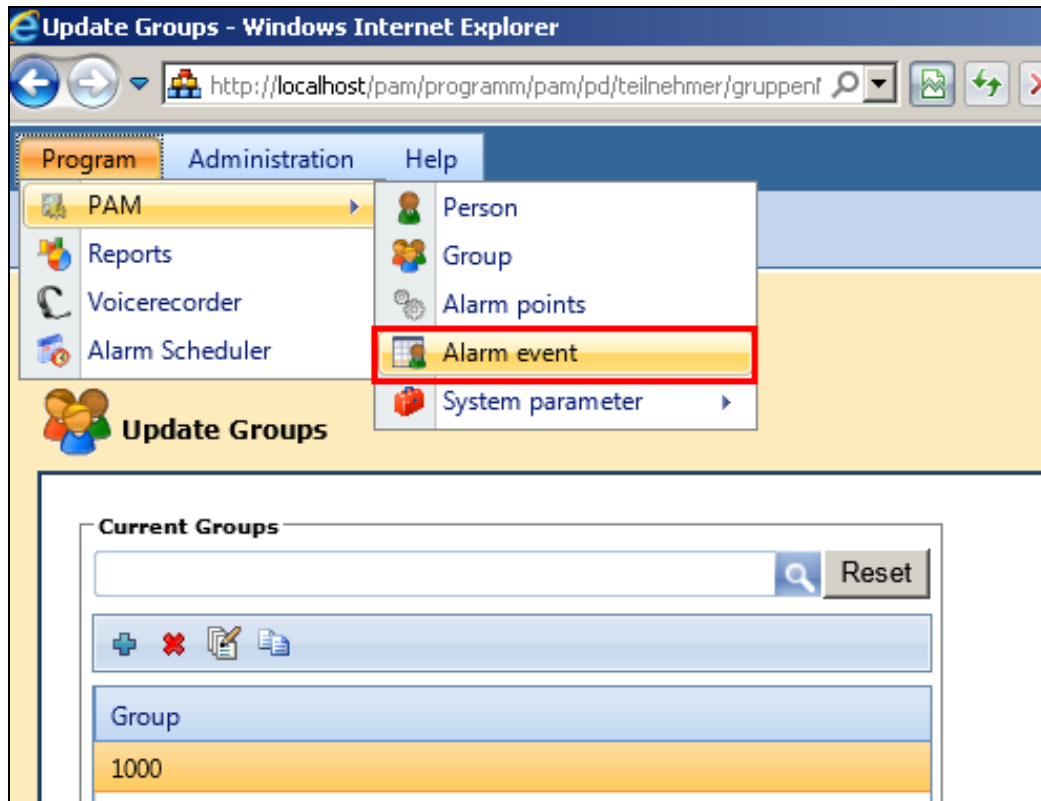 Update Groups - Windows Internet Explorer
http://localhost/pam/programm/pam/pd/teilnehmer/gruppen
Program Administration Help
PAM
Reports
Voicerecorder
Alarm Scheduler
Person
Group
Alarm points
Alarm event
System parameter
Update Groups
Current Groups
Reset
Group
1000